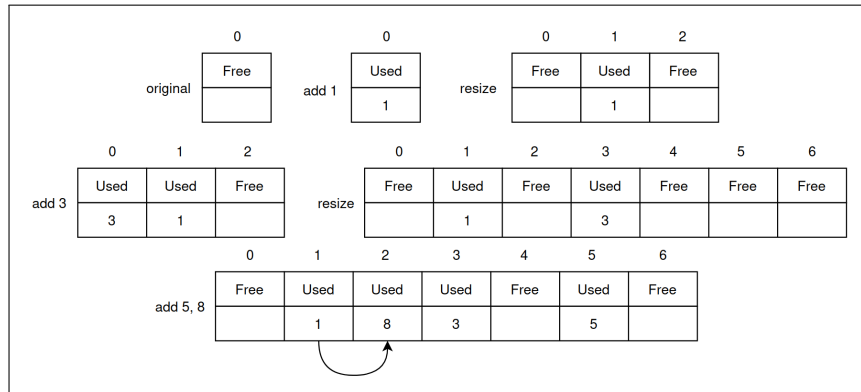 0 0 0 1 2
Free Used Free Used Free
original add 1 resize
1 1
0 1 2 0 1 2 3 4 5 6
Used Used Free Free Used Free Used Free Free Free
add 3 resize
3 1 1 3
0 1 2 3 4 5 6
Free Used Used Used Free Used Free
add 5, 8
1 8 3 5